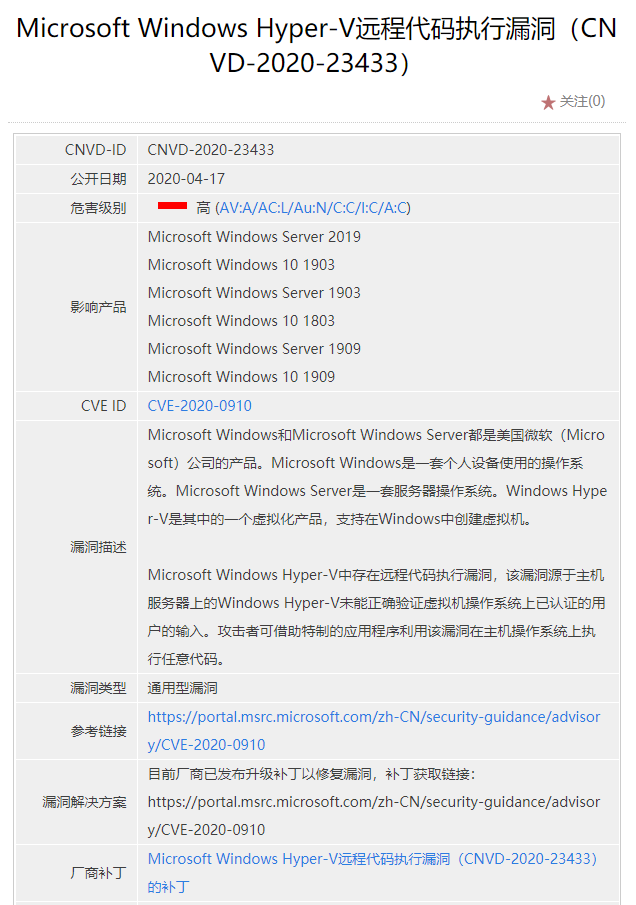 Microsoft Windows Hyper-V远程代码执行漏洞（CN
VD-2020-23433）
关注(0)
CNVD-ID
CNVD-2020-23433
公开日期
2020-04-17
危害级别
高 (AV:A/AC:L/Au:N/C:C/I:C/A:C)
影响产品
Microsoft Windows Server 2019
Microsoft Windows 10 1903
Microsoft Windows Server 1903
Microsoft Windows 10 1803
Microsoft Windows Server 1909
Microsoft Windows 10 1909
CVE ID
CVE-2020-0910
漏洞描述
Microsoft Windows和Microsoft Windows Server都是美国微软（Micro
soft）公司的产品。Microsoft Windows是一套个人设备使用的操作系
统。Microsoft Windows Server是一套服务器操作系统。Windows Hype
r-V是其中的一个虚拟化产品，支持在Windows中创建虚拟机。
Microsoft Windows Hyper-V中存在远程代码执行漏洞，该漏洞源于主机
服务器上的Windows Hyper-V未能正确验证虚拟机操作系统上已认证的用
户的输入。攻击者可借助特制的应用程序利用该漏洞在主机操作系统上执
行任意代码。
漏洞类型
通用型漏洞
参考链接
https://portal.msrc.microsoft.com/zh-CN/security-guidance/advisor
y/CVE-2020-0910
漏洞解决方案
目前厂商已发布升级补丁以修复漏洞，补丁获取链接：
https://portal.msrc.microsoft.com/zh-CN/security-guidance/advisor
y/CVE-2020-0910
厂商补丁
Microsoft Windows Hyper-V远程代码执行漏洞（CNVD-2020-23433）
的补丁